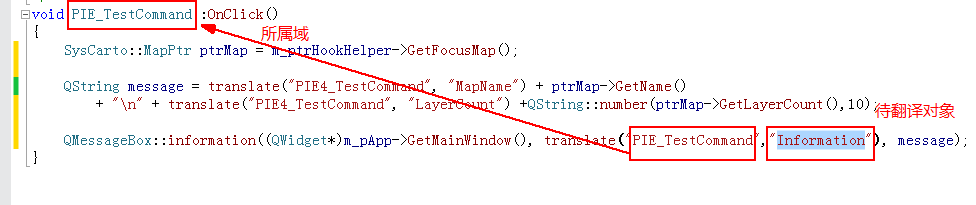 void PIE_TestCommand :OnClick()
所属域
{
SysCarto::MapPtr ptrMap = m_ptrHookHelper->GetFocusMap();
QString message = translate("PIE4_TestCommand", "MapName") + ptrMap->GetName()
+ "\n" + translate("PIE4_TestCommand", "LayerCount") +QString::number(ptrMap->GetLayerCount(),10)
待翻译对象
QMessageBox::information((QWidget*)m_pApp->GetMainWindow(), translate("PIE_TestCommand","Information"), message);
}